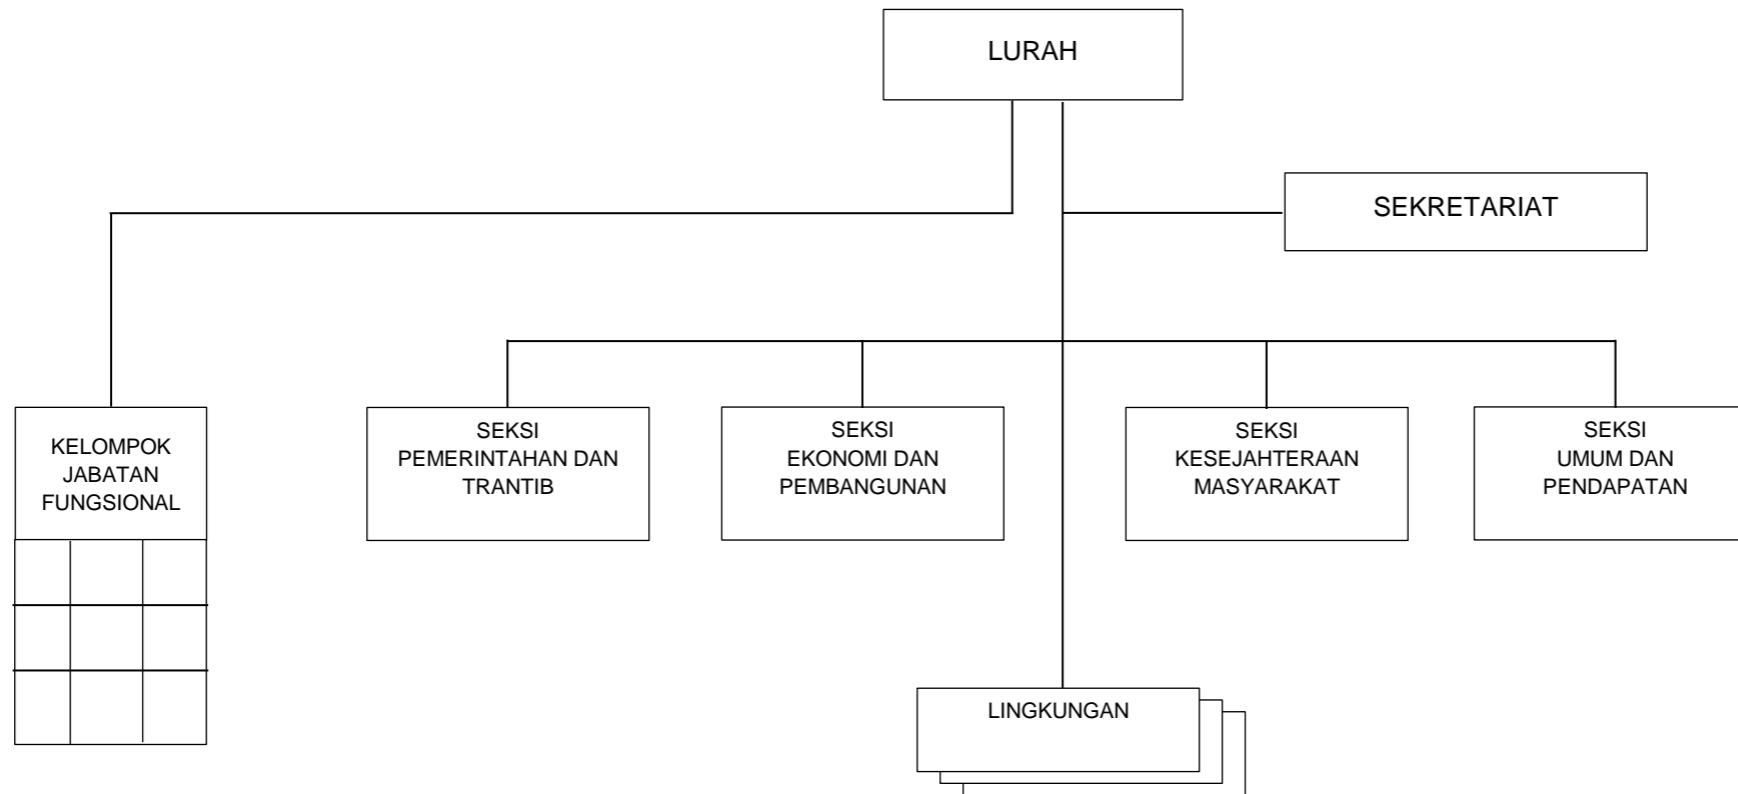 LURAH
SEKRETARIAT
KELOMPOK
JABATAN
FUNGSIONAL
SEKSI
PEMERINTAHAN DAN
TRANTIB
SEKSI
EKONOMI DAN
PEMBANGUNAN
SEKSI
KESEJAHTERAAN
MASYARAKAT
SEKSI
UMUM DAN
PENDAPATAN
LINGKUNGAN